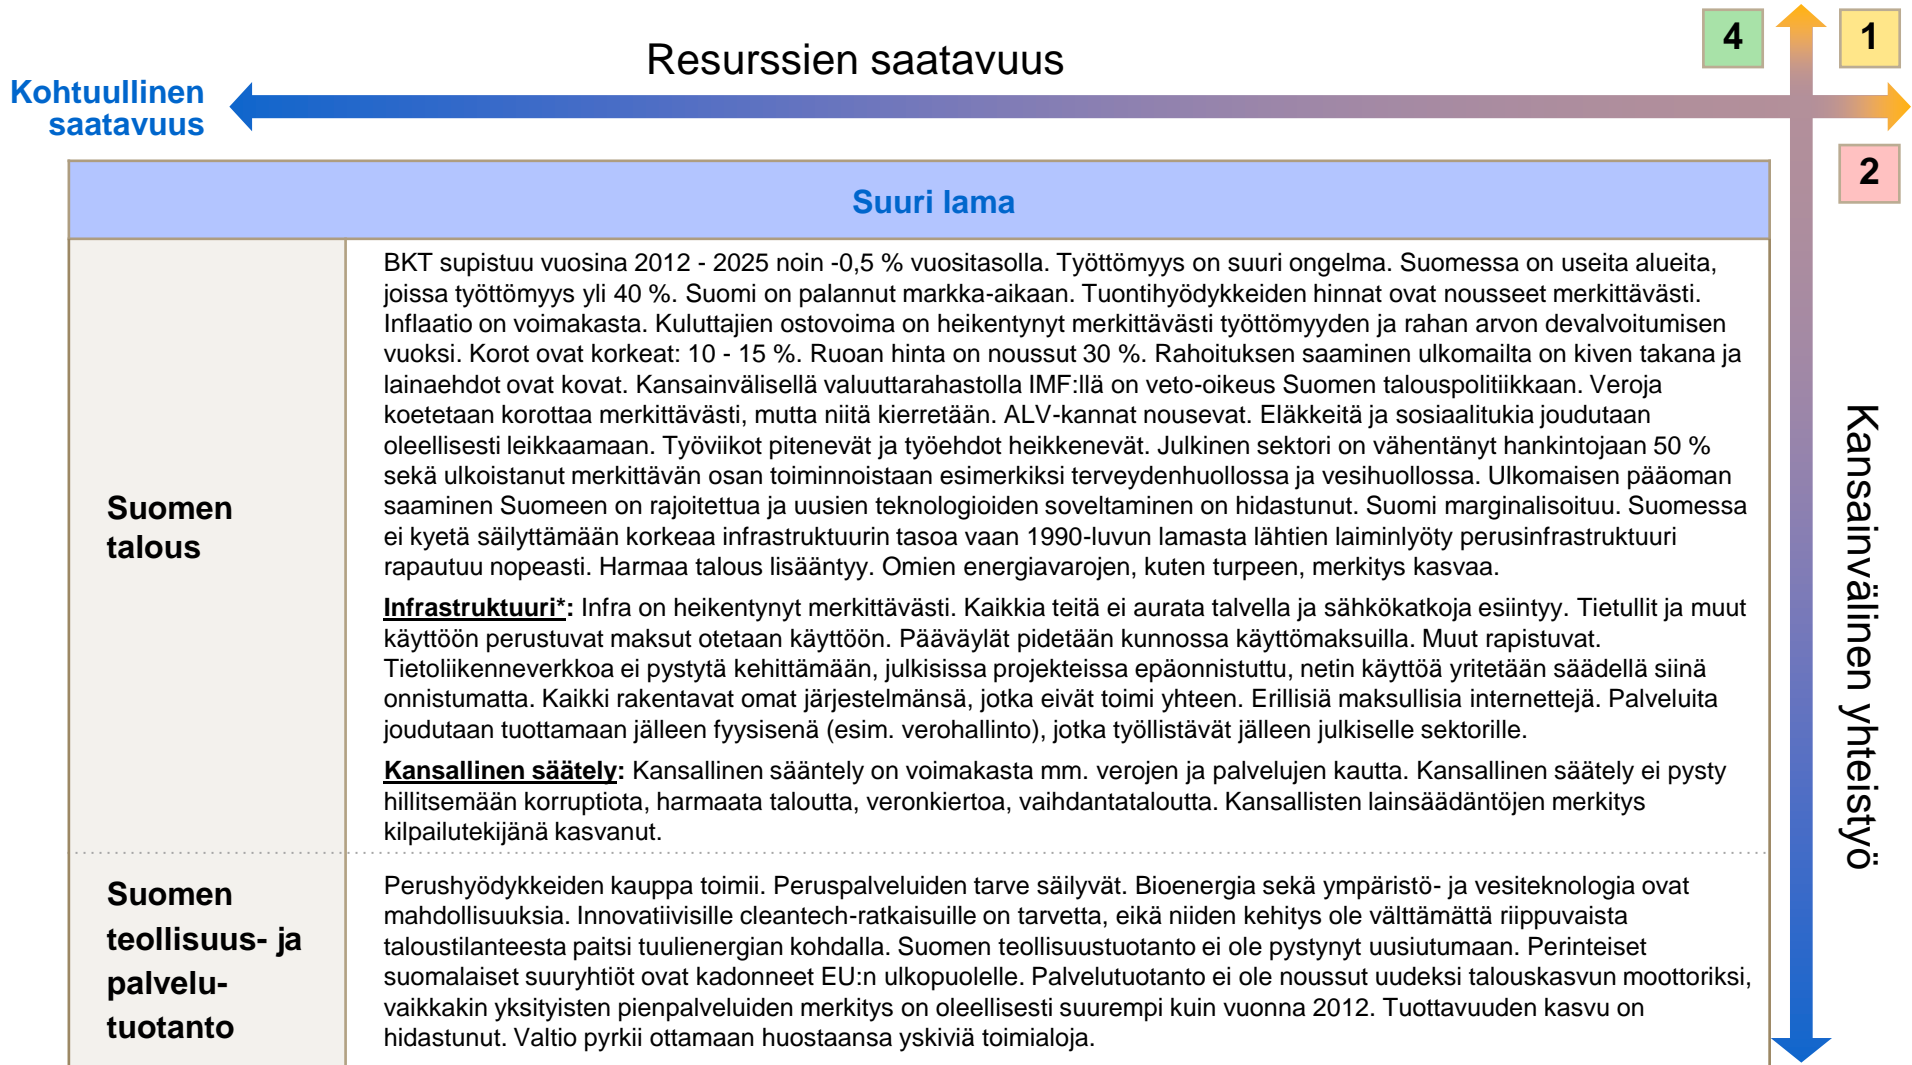 Resurssien saatavuus
4
1
Kohtuullinen
saatavuus
2
Suuri lama
Suomen
talous
BKT supistuu vuosina 2012 - 2025 noin -0,5 % vuositasolla. Työttömyys on suuri ongelma. Suomessa on useita alueita,
joissa työttömyys yli 40 %. Suomi on palannut markka-aikaan. Tuontihyödykkeiden hinnat ovat nousseet merkittävästi.
Inflaatio on voimakasta. Kuluttajien ostovoima on heikentynyt merkittävästi työttömyyden ja rahan arvon devalvoitumisen
vuoksi. Korot ovat korkeat: 10 - 15 %. Ruoan hinta on noussut 30 %. Rahoituksen saaminen ulkomailta on kiven takana ja
lainaehdot ovat kovat. Kansainvälisellä valuuttarahastolla IMF:llä on veto-oikeus Suomen talouspolitiikkaan. Veroja
koetetaan korottaa merkittävästi, mutta niitä kierretään. ALV-kannat nousevat. Eläkkeitä ja sosiaalitukia joudutaan
oleellisesti leikkaamaan. Työviikot pitenevät ja työehdot heikkenevät. Julkinen sektori on vähentänyt hankintojaan 50 %
sekä ulkoistanut merkittävän osan toiminnoistaan esimerkiksi terveydenhuollossa ja vesihuollossa. Ulkomaisen pääoman
saaminen Suomeen on rajoitettua ja uusien teknologioiden soveltaminen on hidastunut. Suomi marginalisoituu. Suomessa
ei kyetä säilyttämään korkeaa infrastruktuurin tasoa vaan 1990-luvun lamasta lähtien laiminlyöty perusinfrastruktuuri
rapautuu nopeasti. Harmaa talous lisääntyy. Omien energiavarojen, kuten turpeen, merkitys kasvaa.
Infrastruktuuri*: Infra on heikentynyt merkittävästi. Kaikkia teitä ei aurata talvella ja sähkökatkoja esiintyy. Tietullit ja muut
käyttöön perustuvat maksut otetaan käyttöön. Pääväylät pidetään kunnossa käyttömaksuilla. Muut rapistuvat.
Tietoliikenneverkkoa ei pystytä kehittämään, julkisissa projekteissa epäonnistuttu, netin käyttöä yritetään säädellä siinä
onnistumatta. Kaikki rakentavat omat järjestelmänsä, jotka eivät toimi yhteen. Erillisiä maksullisia internettejä. Palveluita
joudutaan tuottamaan jälleen fyysisenä (esim. verohallinto), jotka työllistävät jälleen julkiselle sektorille.
Kansallinen säätely: Kansallinen sääntely on voimakasta mm. verojen ja palvelujen kautta. Kansallinen säätely ei pysty
hillitsemään korruptiota, harmaata taloutta, veronkiertoa, vaihdantataloutta. Kansallisten lainsäädäntöjen merkitys
kilpailutekijänä kasvanut.
Suomen
teollisuus- ja
palvelu-
tuotanto
Perushyödykkeiden kauppa toimii. Peruspalveluiden tarve säilyvät. Bioenergia sekä ympäristö- ja vesiteknologia ovat
mahdollisuuksia. Innovatiivisille cleantech-ratkaisuille on tarvetta, eikä niiden kehitys ole välttämättä riippuvaista
taloustilanteesta paitsi tuulienergian kohdalla. Suomen teollisuustuotanto ei ole pystynyt uusiutumaan. Perinteiset
suomalaiset suuryhtiöt ovat kadonneet EU:n ulkopuolelle. Palvelutuotanto ei ole noussut uudeksi talouskasvun moottoriksi,
vaikkakin yksityisten pienpalveluiden merkitys on oleellisesti suurempi kuin vuonna 2012. Tuottavuuden kasvu on
hidastunut. Valtio pyrkii ottamaan huostaansa yskiviä toimialoja.
Kansainvälinen yhteistyö